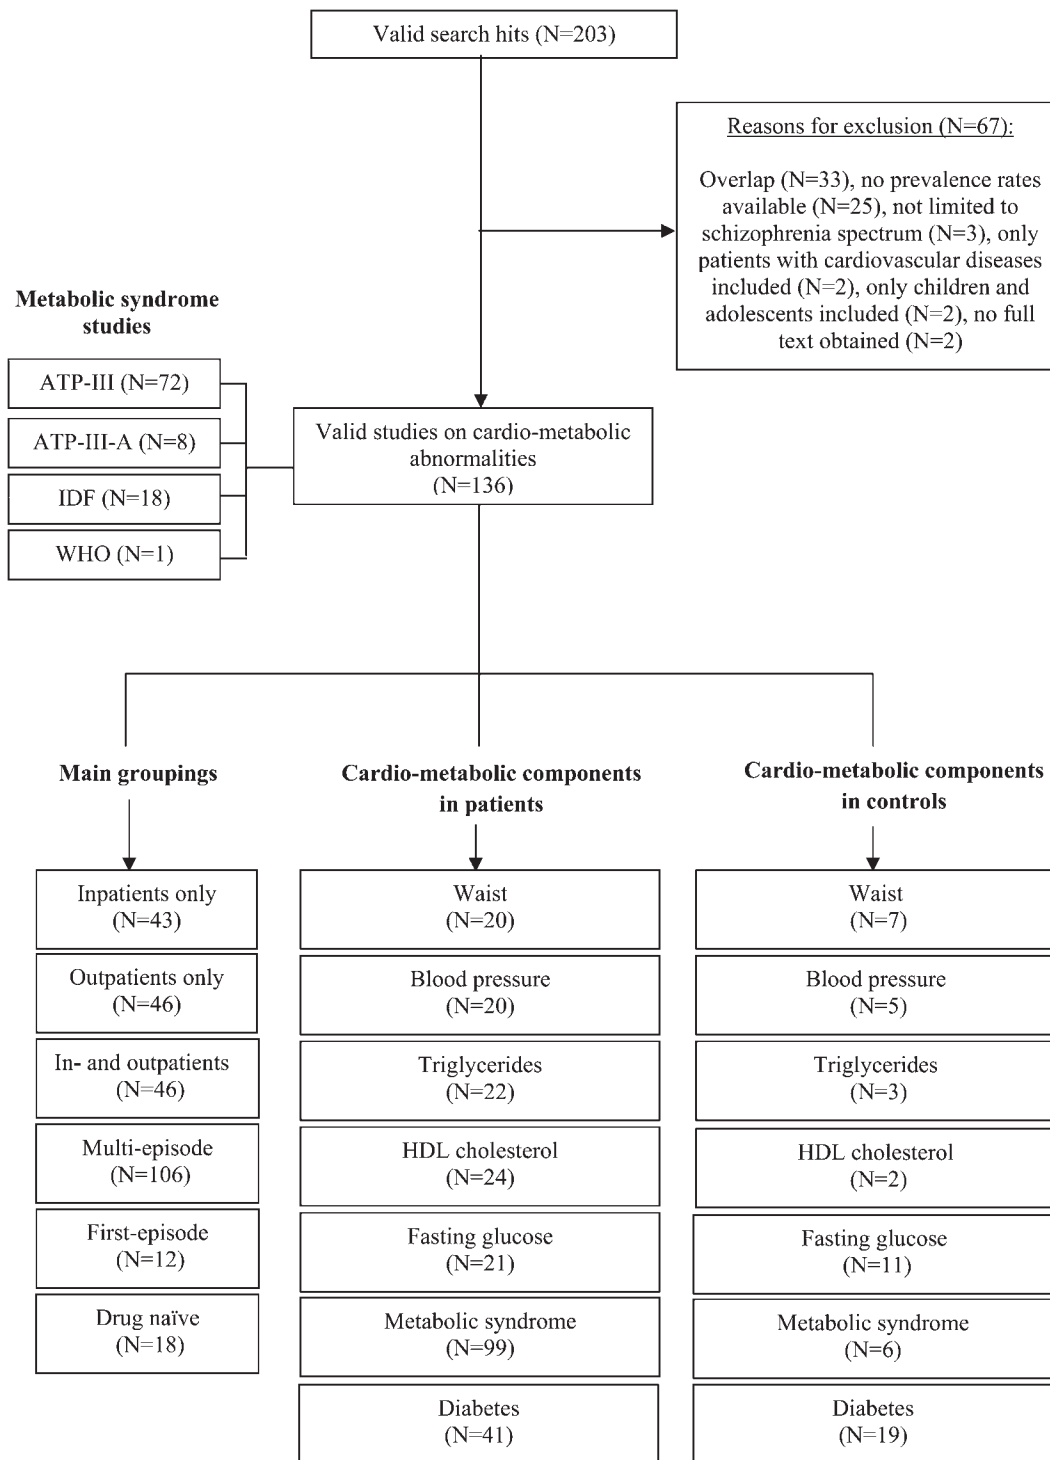 Valid search hits (N=203)
Reasons for exclusion (N=67):
Overlap (N=33), no prevalence rates
available (N=25), not limited to
schizophrenia spectrum (N=3), only
patients with cardiovascular diseases
included (N=2), only children and
adolescents included (N=2), no full
text obtained (N=2)
Metabolic syndrome
studies
ATP-III (N=72)
ATP-III-A (N=8)
IDF (N=18)
WHO (N=1)
Valid studies on cardio-metabolic
abnormalities
(N=136)
Main groupings
Inpatients only
(N=43)
Outpatients only
(N=46)
In- and outpatients
(N=46)
Multi-episode
(N=106)
First-episode
(N=12)
Drug naïve
(N=18)
Cardio-metabolic components
in patients
Waist
(N=20)
Blood pressure
(N=20)
Triglycerides
(N=22)
HDL cholesterol
(N=24)
Fasting glucose
(N=21)
Metabolic syndrome
(N=99)
Diabetes
(N=41)
Cardio-metabolic components
in controls
Waist
(N=7)
Blood pressure
(N=5)
Triglycerides
(N=3)
HDL cholesterol
(N=2)
Fasting glucose
(N=11)
Metabolic syndrome
(N=6)
Diabetes
(N=19)